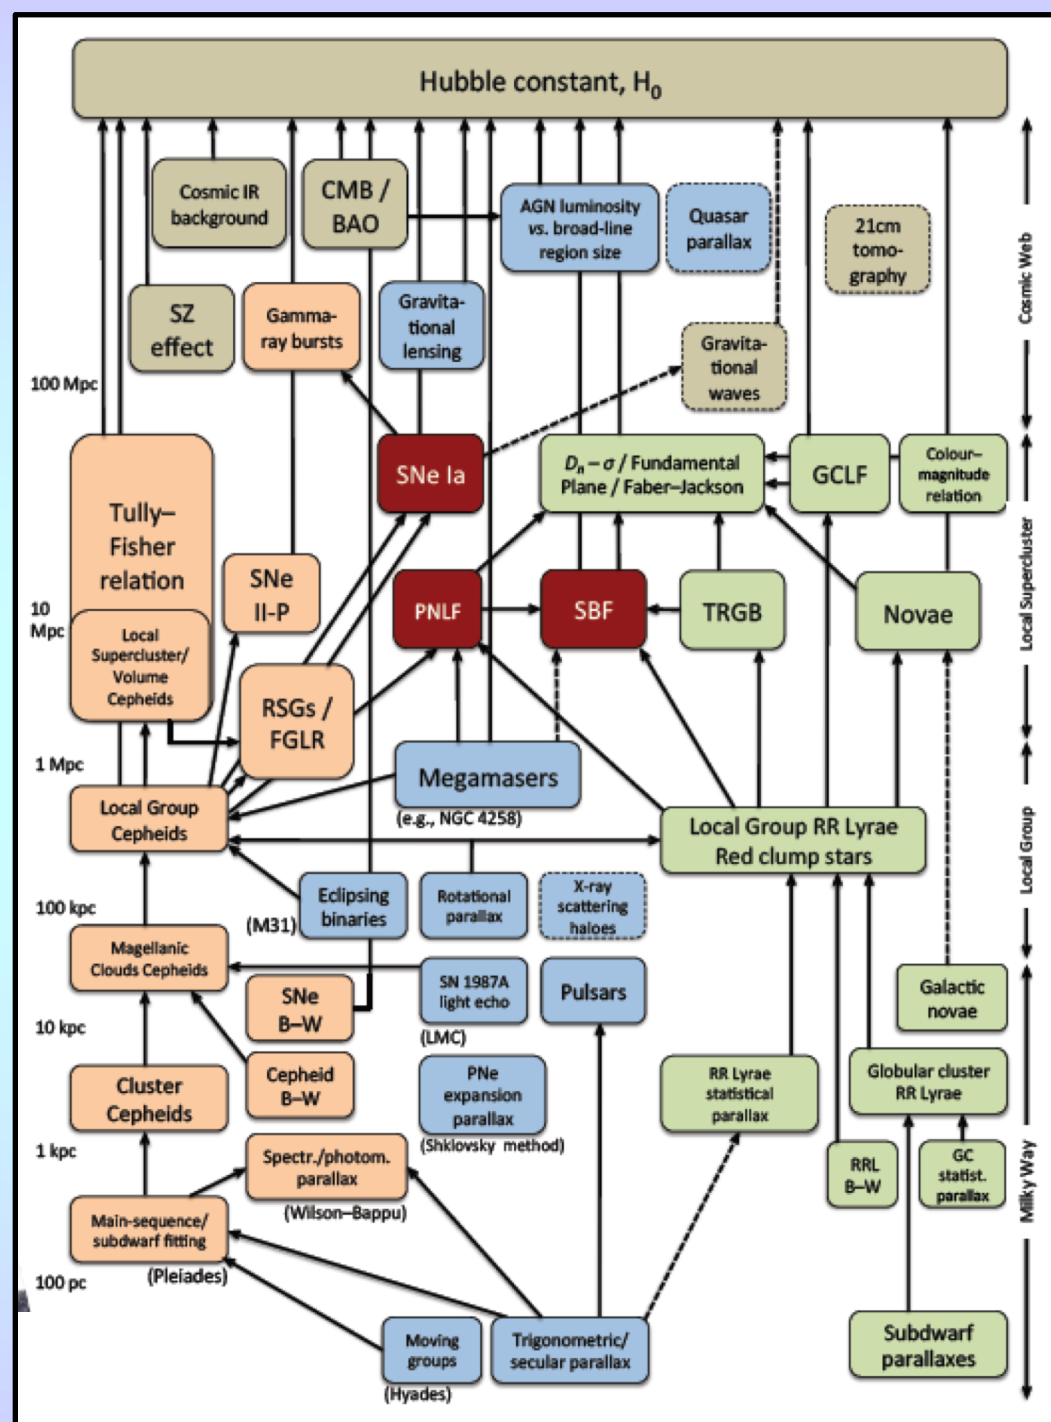 Hubble constant, H₀
Cosmic IR
background
CMB /
BAO
AGN luminosity
vs. broad-line
region size
Quasar
parallax
21cm
tomo-
graphy
SZ
effect
Gamma-
ray bursts
Gravita-
tional
lensing
Gravita-
tional
waves
Cosmic Web
100 Mpc
Tully–
Fisher
relation
SNe Ia
Dₙ – σ / Fundamental
Plane / Faber–Jackson
GCLF
Colour–
magnitude
relation
SNe
II-P
PNLF
SBF
TRGB
Novae
Local Supercluster
10
Mpc
Local
Supercluster/
Volume
Cepheids
RSGs /
FGLR
1 Mpc
Megamasers
(e.g., NGC 4258)
Local Group
Cepheids
Local Group RR Lyrae
Red clump stars
Local Group
100 kpc
Eclipsing
binaries
(M31)
Rotational
parallax
X-ray
scattering
haloes
Magellanic
Clouds Cepheids
SNe
B–W
SN 1987A
light echo
(LMC)
Pulsars
Galactic
novae
10 kpc
Cluster
Cepheids
Cepheid
B–W
PNe
expansion
parallax
(Shklovsky method)
RR Lyrae
statistical
parallax
Globular cluster
RR Lyrae
1 kpc
Spectr./photom.
parallax
(Wilson–Bappu)
RRL
B–W
GC
statist.
parallax
Milky Way
Main-sequence/
subdwarf fitting
(Pleiades)
100 pc
Moving
groups
(Hyades)
Trigonometric/
secular parallax
Subdwarf
parallaxes